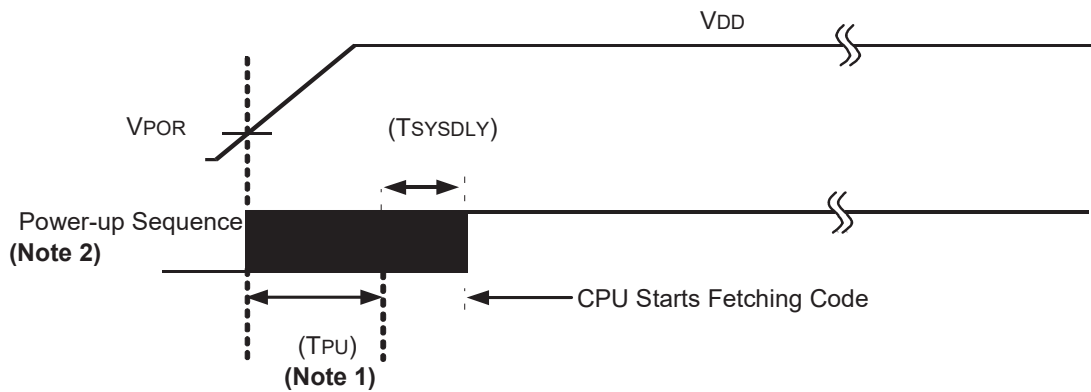 VDD
VPOR
(TSYSDLY)
Power-up Sequence
(Note 2)
CPU Starts Fetching Code
(TPU)
(Note 1)